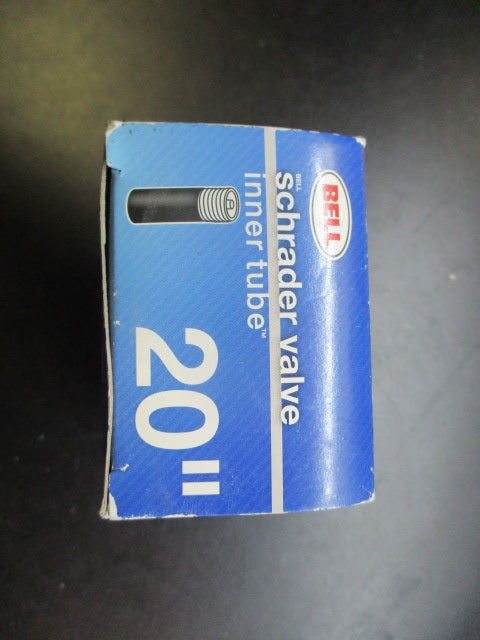 BELL
BELL
schrader valve
inner tube™
20"